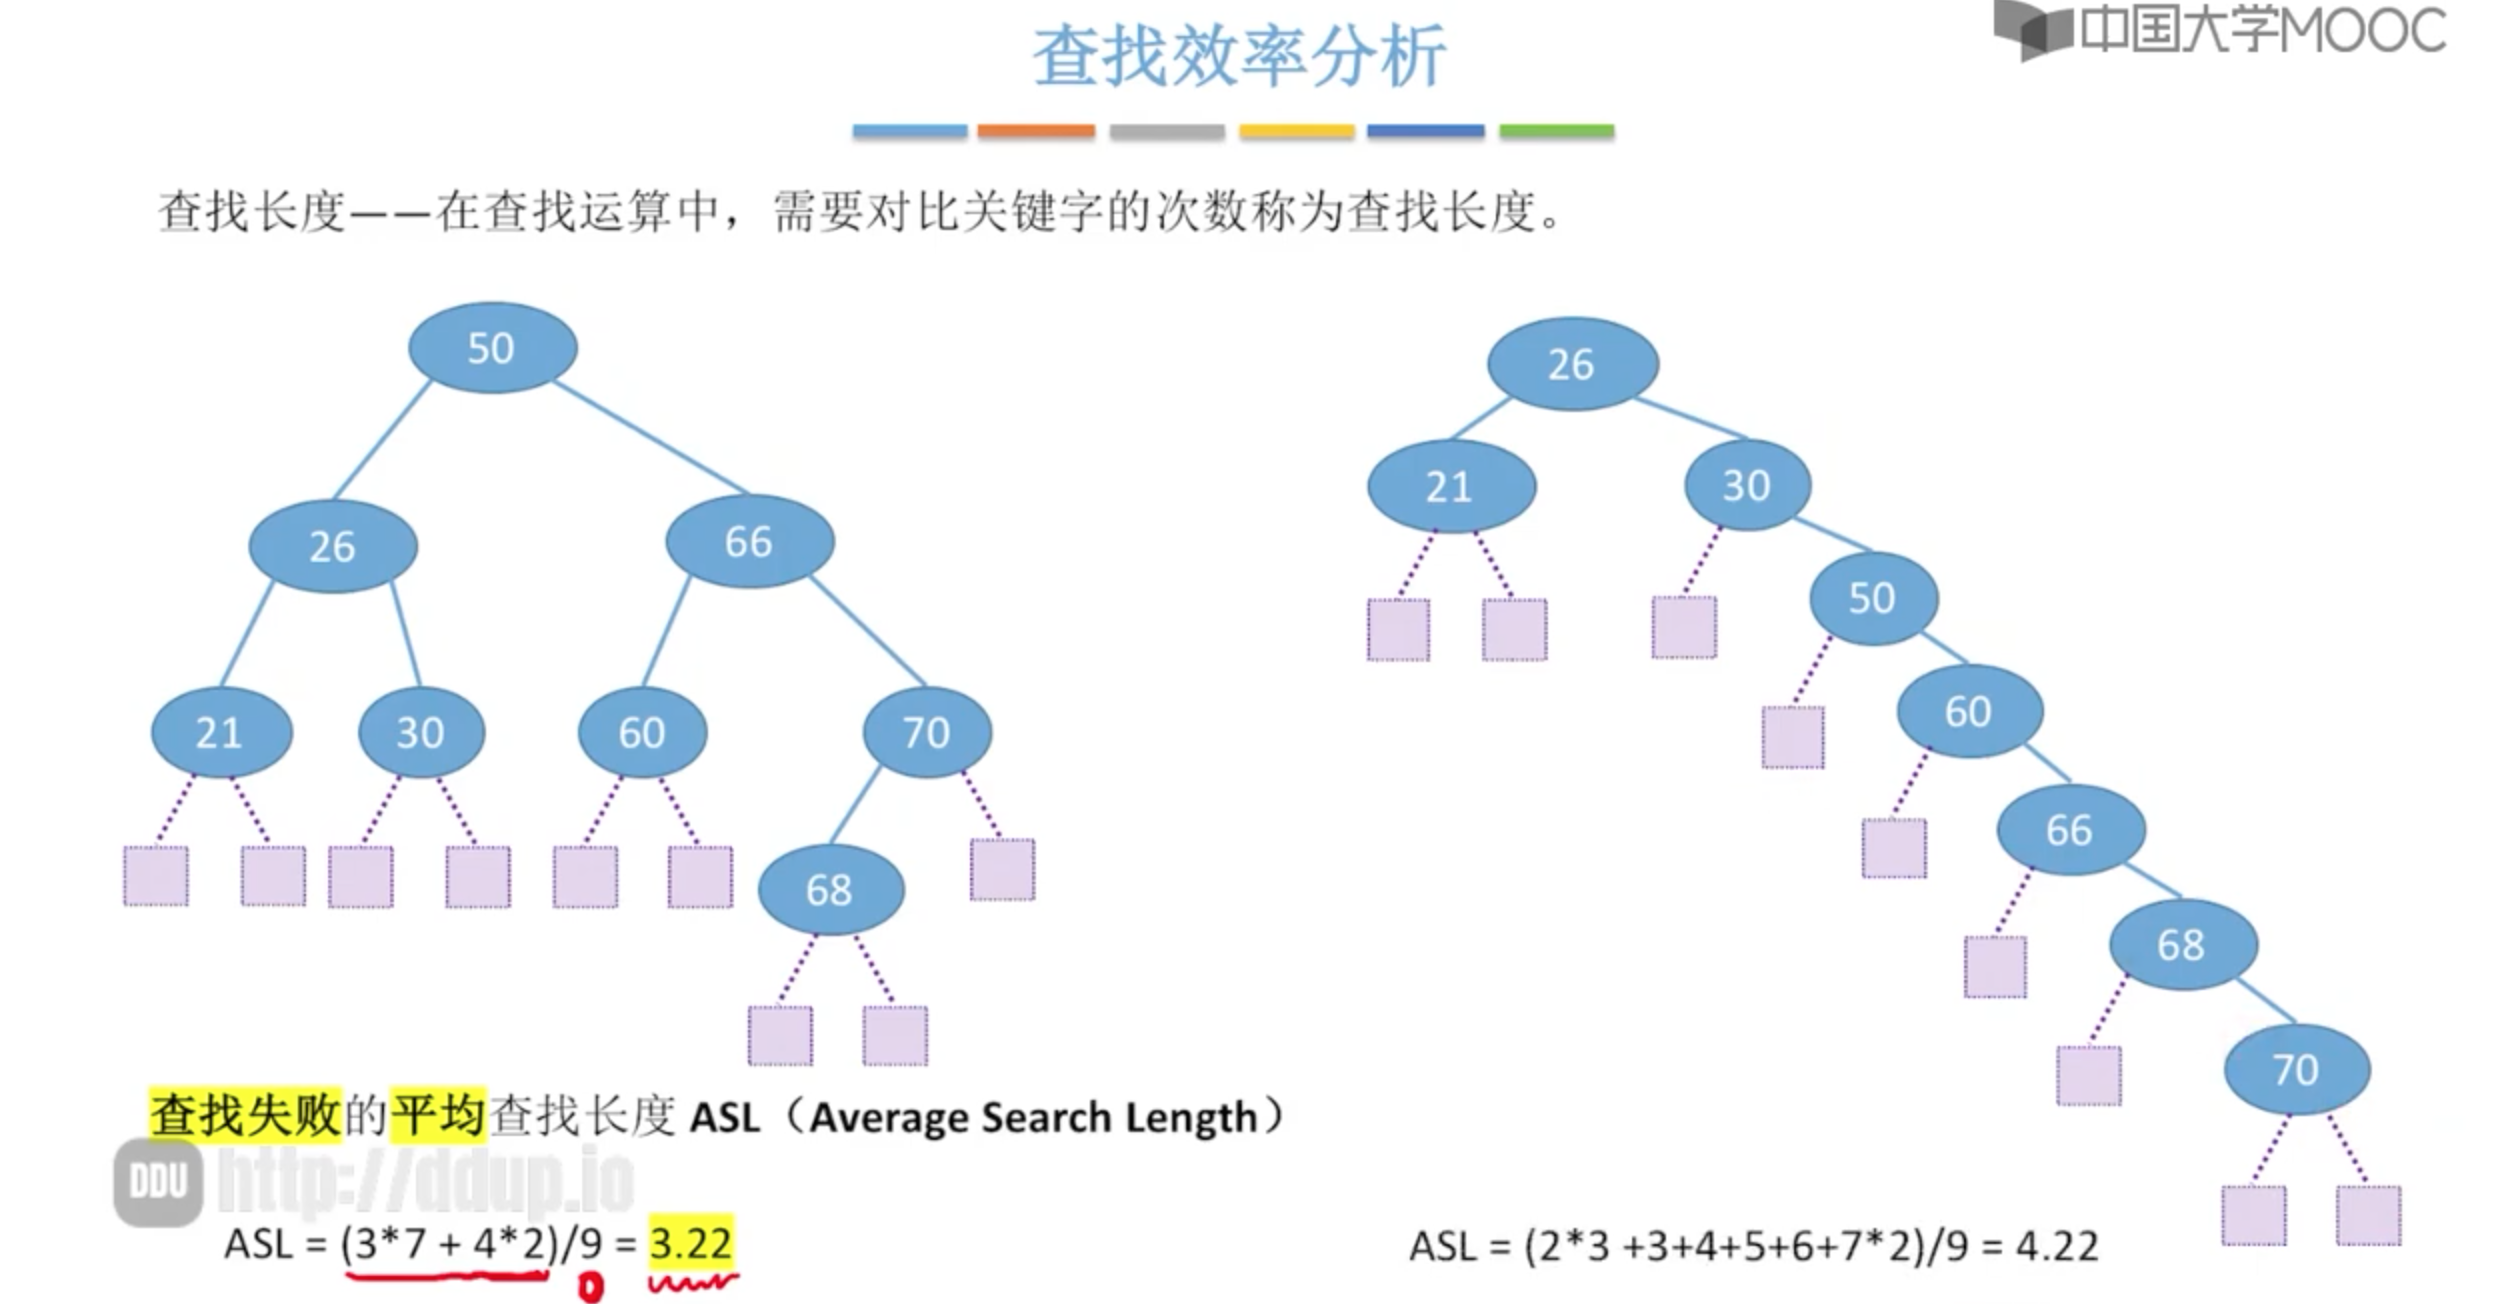 中国大学MOOC
查找效率分析
查找长度——在查找运算中，需要对比关键字的次数称为查找长度。
50
26
66
21
30
60
70
68
26
21
30
50
60
66
68
70
查找失败的平均查找长度 ASL（Average Search Length）
DDU http://ddup.io
ASL = (3*7 + 4*2)/9 = 3.22
ASL = (2*3 +3+4+5+6+7*2)/9 = 4.22